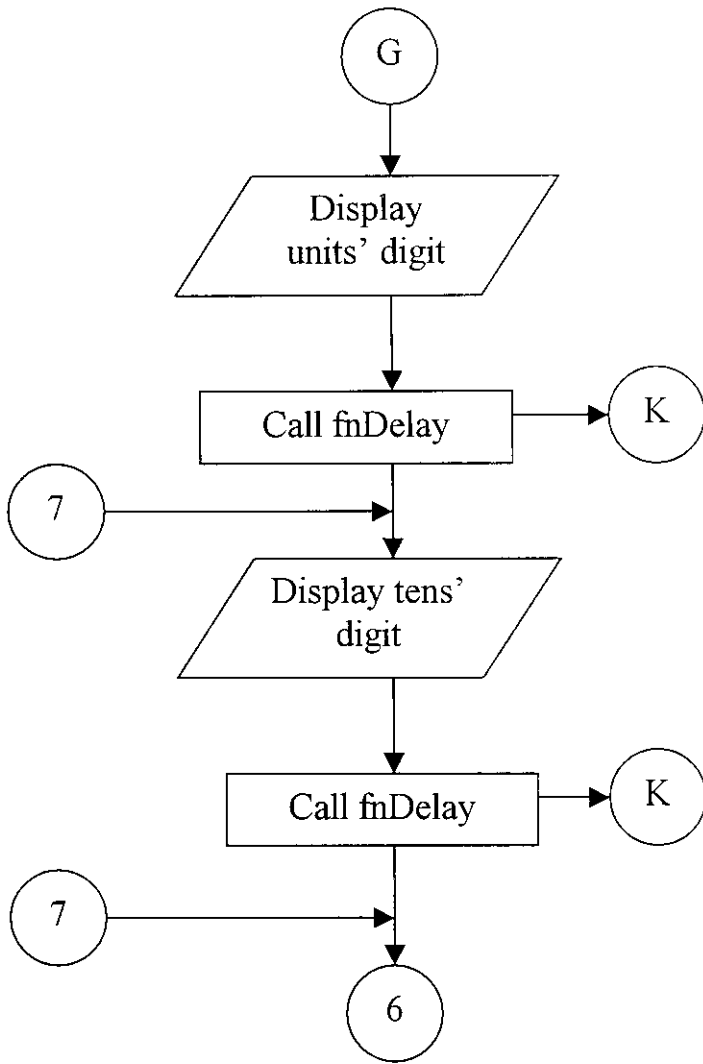 G
Display
units’ digit
Call fnDelay
K
7
Display tens’
digit
Call fnDelay
K
7
6